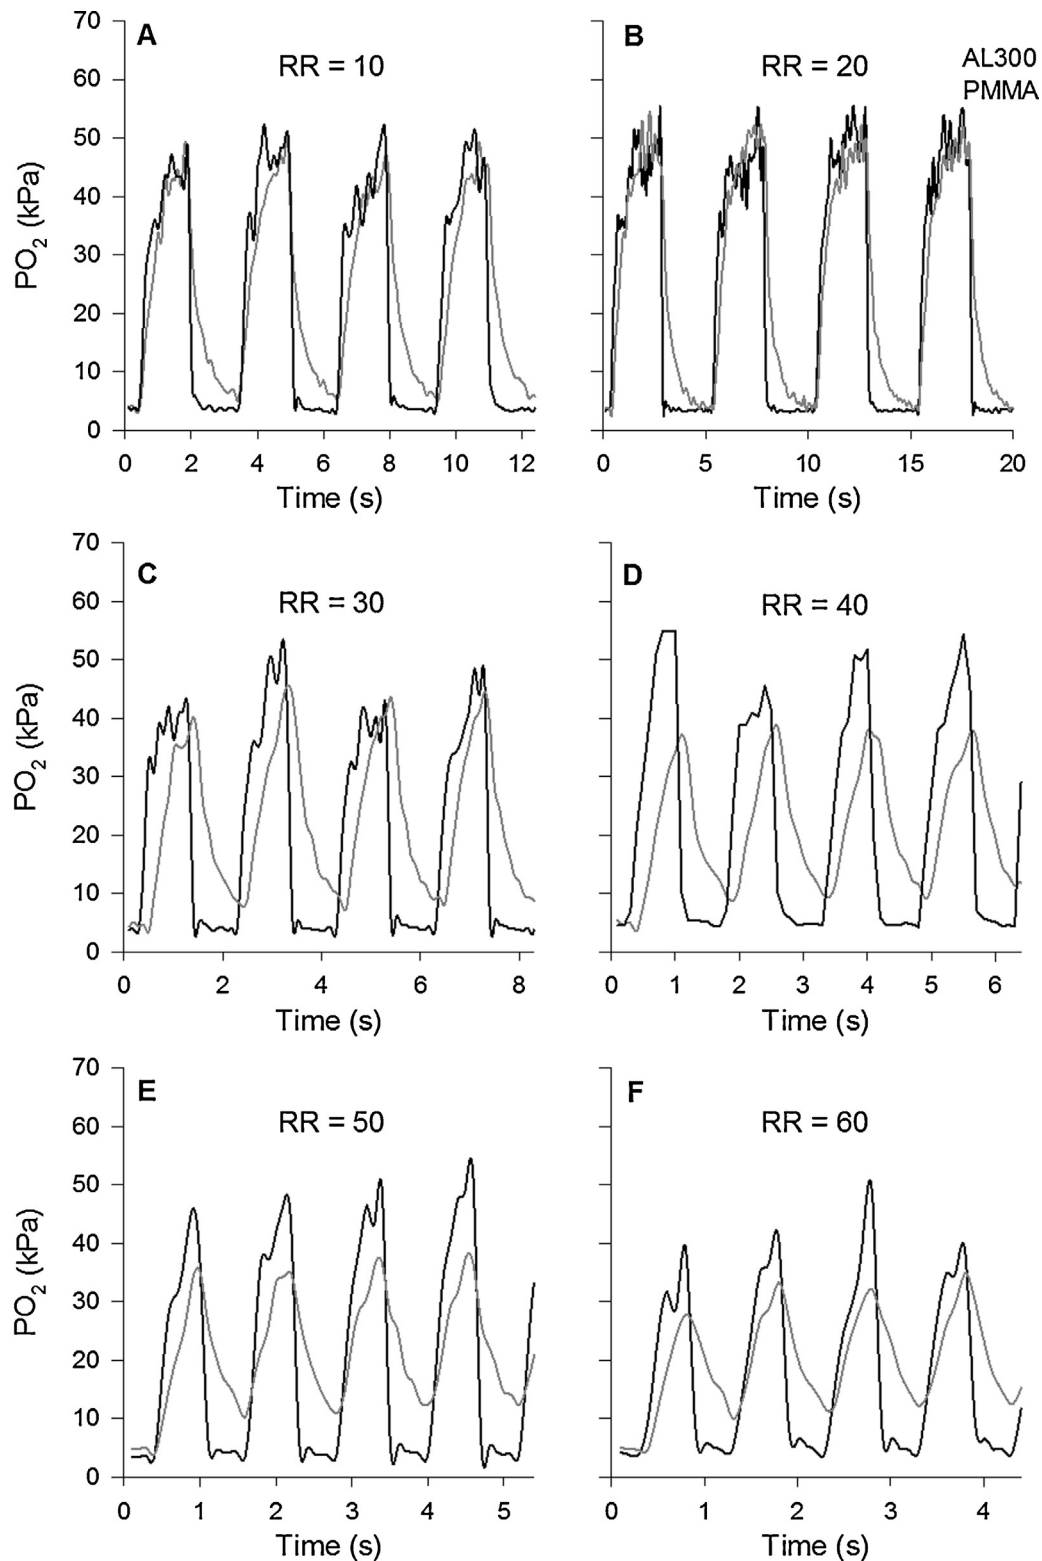 A
RR = 10
70
60
50
40
30
20
10
0
PO2 (kPa)
0 2 4 6 8 10 12
Time (s)
B
RR = 20
AL300
PMMA
0 5 10 15 20
Time (s)
C
RR = 30
70
60
50
40
30
20
10
0
PO2 (kPa)
0 2 4 6 8
Time (s)
D
RR = 40
0 1 2 3 4 5 6
Time (s)
E
RR = 50
70
60
50
40
30
20
10
0
PO2 (kPa)
0 1 2 3 4 5
Time (s)
F
RR = 60
0 1 2 3 4
Time (s)